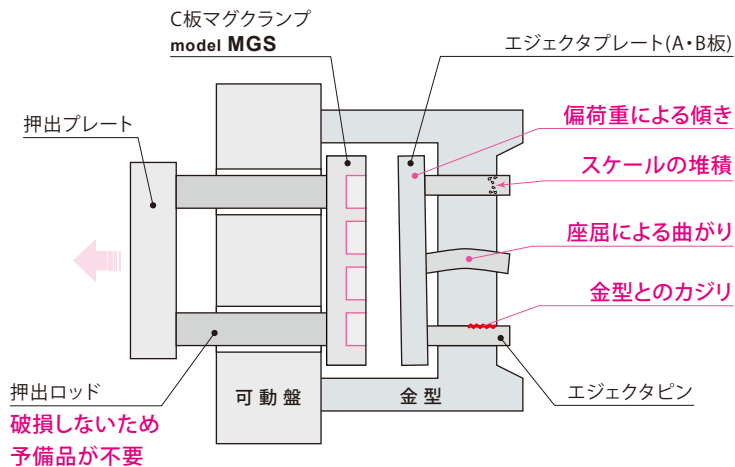 C板マグクランプ
model MGS
エジェクタプレート(A・B板)
押出プレート
偏荷重による傾き
スケールの堆積
座屈による曲がり
金型とのカジリ
押出ロッド
破損しないため
予備品が不要
可動盤
金型
エジェクタピン